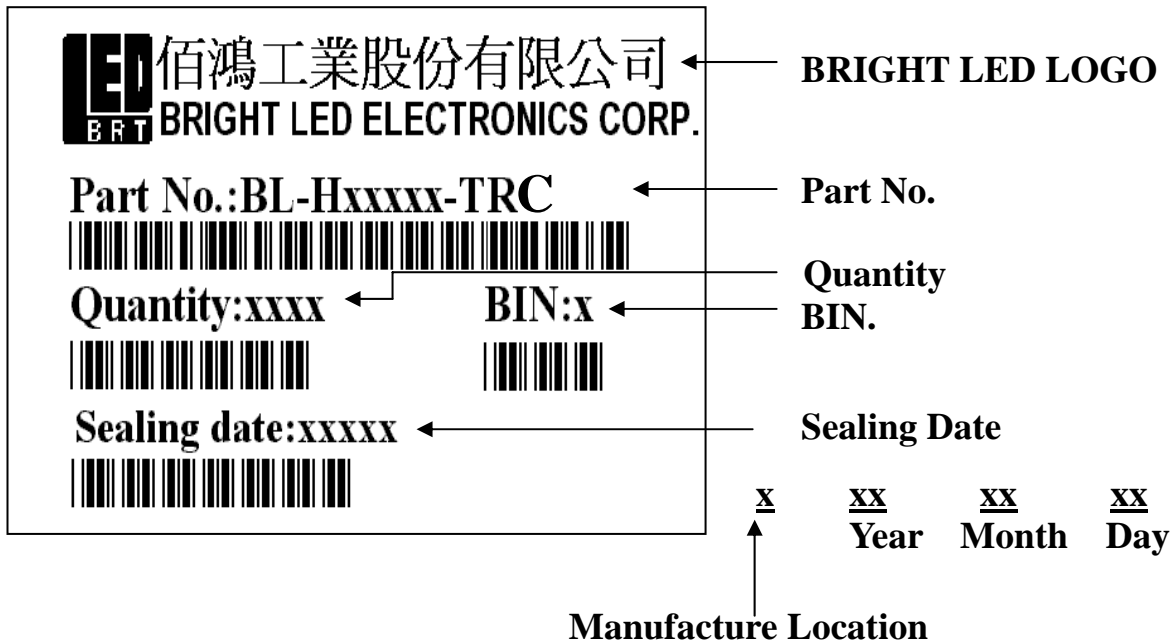 LED 佰鴻工業股份有限公司
BRT BRIGHT LED ELECTRONICS CORP.
BRIGHT LED LOGO
Part No.:BL-Hxxxxx-TRC
Part No.
Quantity:xxxx
BIN:x
Quantity
BIN.
Sealing date:xxxxx
Sealing Date
x xx xx xx
Year Month Day
Manufacture Location